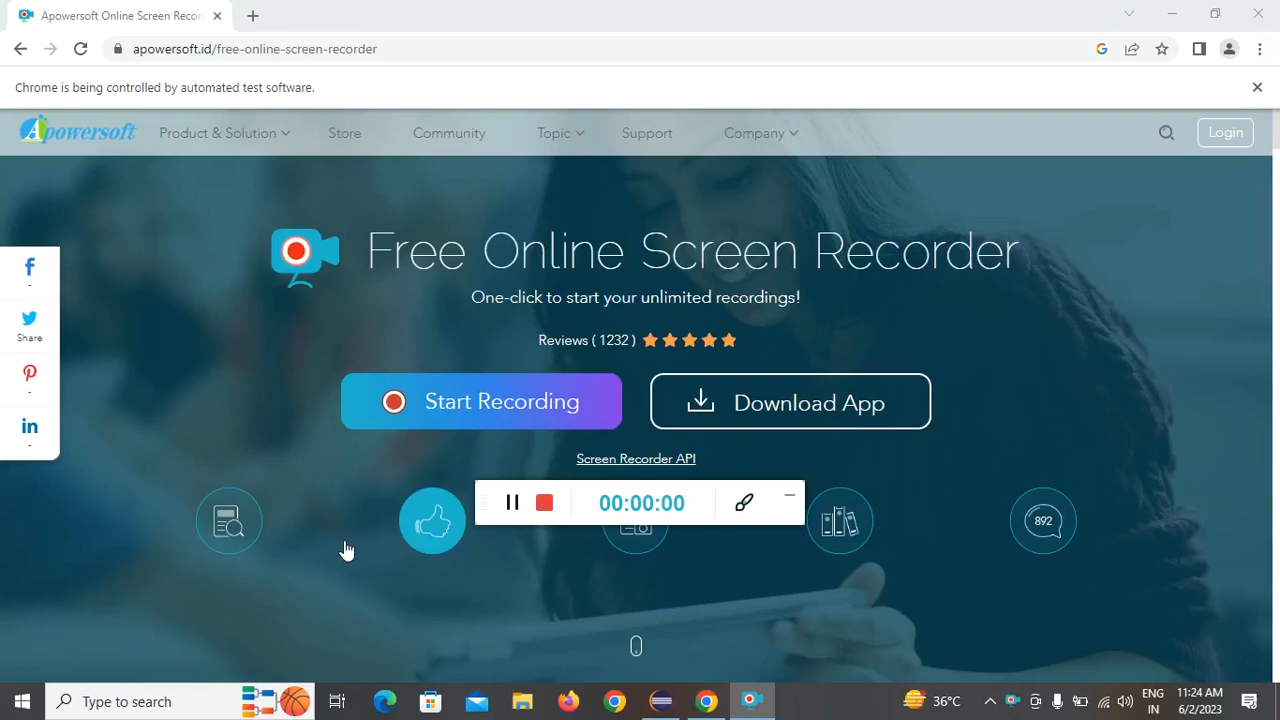 Apowersoft Online Screen Recor
apowersoft.id/free-online-screen-recorder
Chrome is being controlled by automated test software.
Apowersoft
Product & Solution
Store
Community
Topic
Support
Company
Login
Free Online Screen Recorder
One-click to start your unlimited recordings!
Reviews ( 1232 )
Share
Start Recording
Download App
Screen Recorder API
00:00:00
892
Type to search
36°C
ENG
IN
11:24 AM
6/2/2023